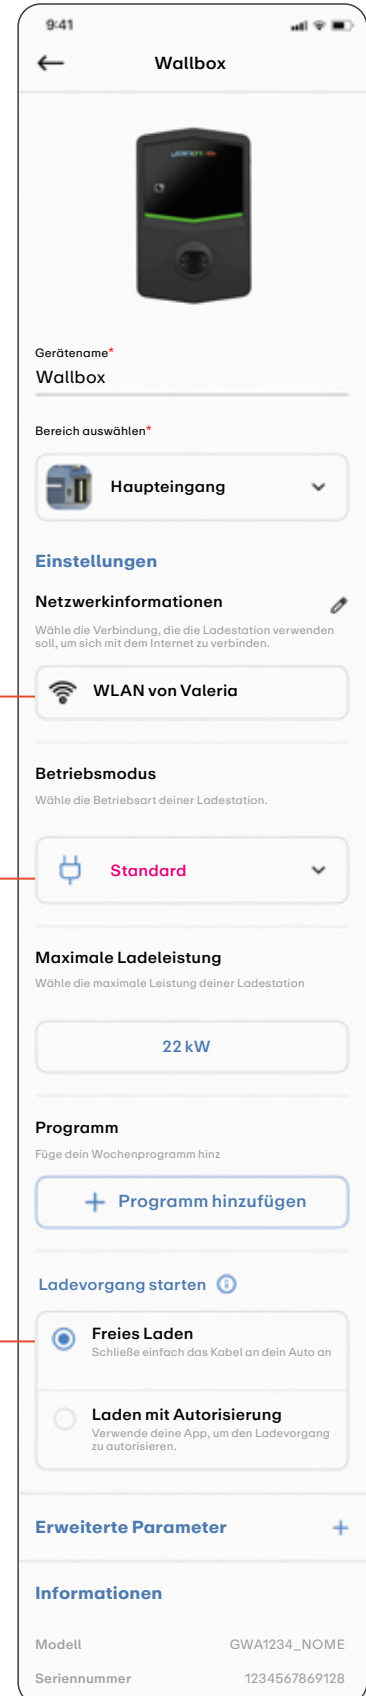 9:41
Wallbox
JOINON
Gerätename*
Wallbox
Bereich auswählen*
Haupteingang
Einstellungen
Netzwerkinformationen
Wähle die Verbindung, die die Ladestation verwenden
soll, um sich mit dem Internet zu verbinden.
WLAN von Valeria
Betriebsmodus
Wähle die Betriebsart deiner Ladestation.
Standard
Maximale Ladeleistung
Wähle die maximale Leistung deiner Ladestation
22 kW
Programm
Füge dein Wochenprogramm hinz
+ Programm hinzufügen
Ladevorgang starten
Freies Laden
Schließe einfach das Kabel an dein Auto an
Laden mit Autorisierung
Verwende deine App, um den Ladevorgang
zu autorisieren.
Erweiterte Parameter +
Informationen
Modell GWA1234_NOME
Seriennummer 1234567869128